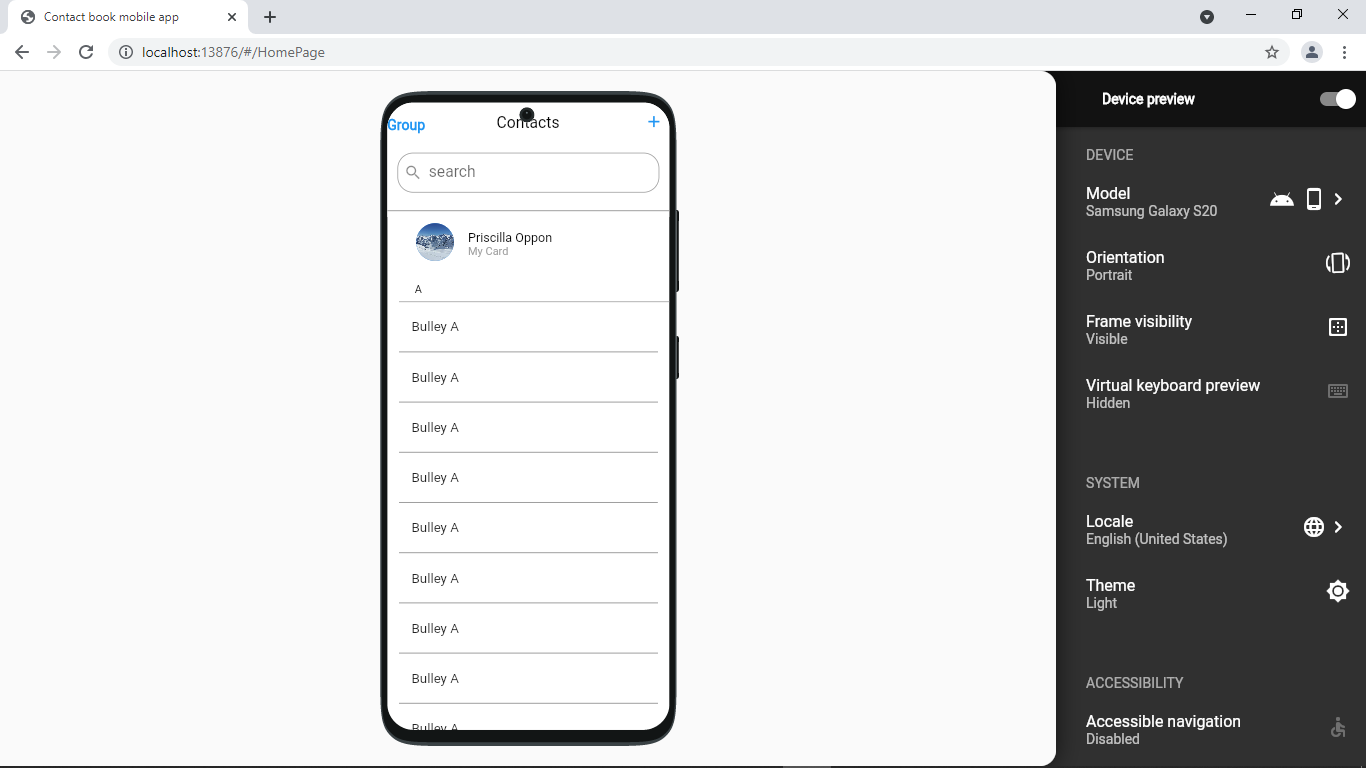 Contact book mobile app
localhost:13876/#/HomePage
Group
Contacts
search
Priscilla Oppon
My Card
A
Bulley A
Bulley A
Bulley A
Bulley A
Bulley A
Bulley A
Bulley A
Bulley A
Bulley A
Device preview
DEVICE
Model
Samsung Galaxy S20
Orientation
Portrait
Frame visibility
Visible
Virtual keyboard preview
Hidden
SYSTEM
Locale
English (United States)
Theme
Light
ACCESSIBILITY
Accessible navigation
Disabled